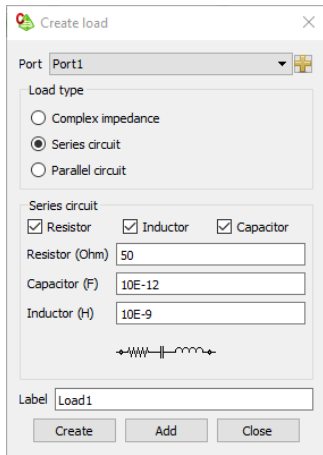 Create load
Port Port1
Load type
Complex impedance
Series circuit
Parallel circuit
Series circuit
Resistor Inductor Capacitor
Resistor (Ohm) 50
Capacitor (F) 10E-12
Inductor (H) 10E-9
Label Load1
Create Add Close